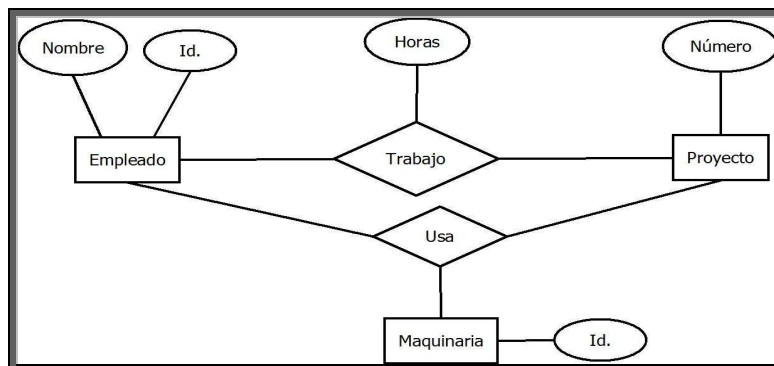 Nombre
Id.
Horas
Número
Empleado
Trabajo
Proyecto
Usa
Maquinaria
Id.